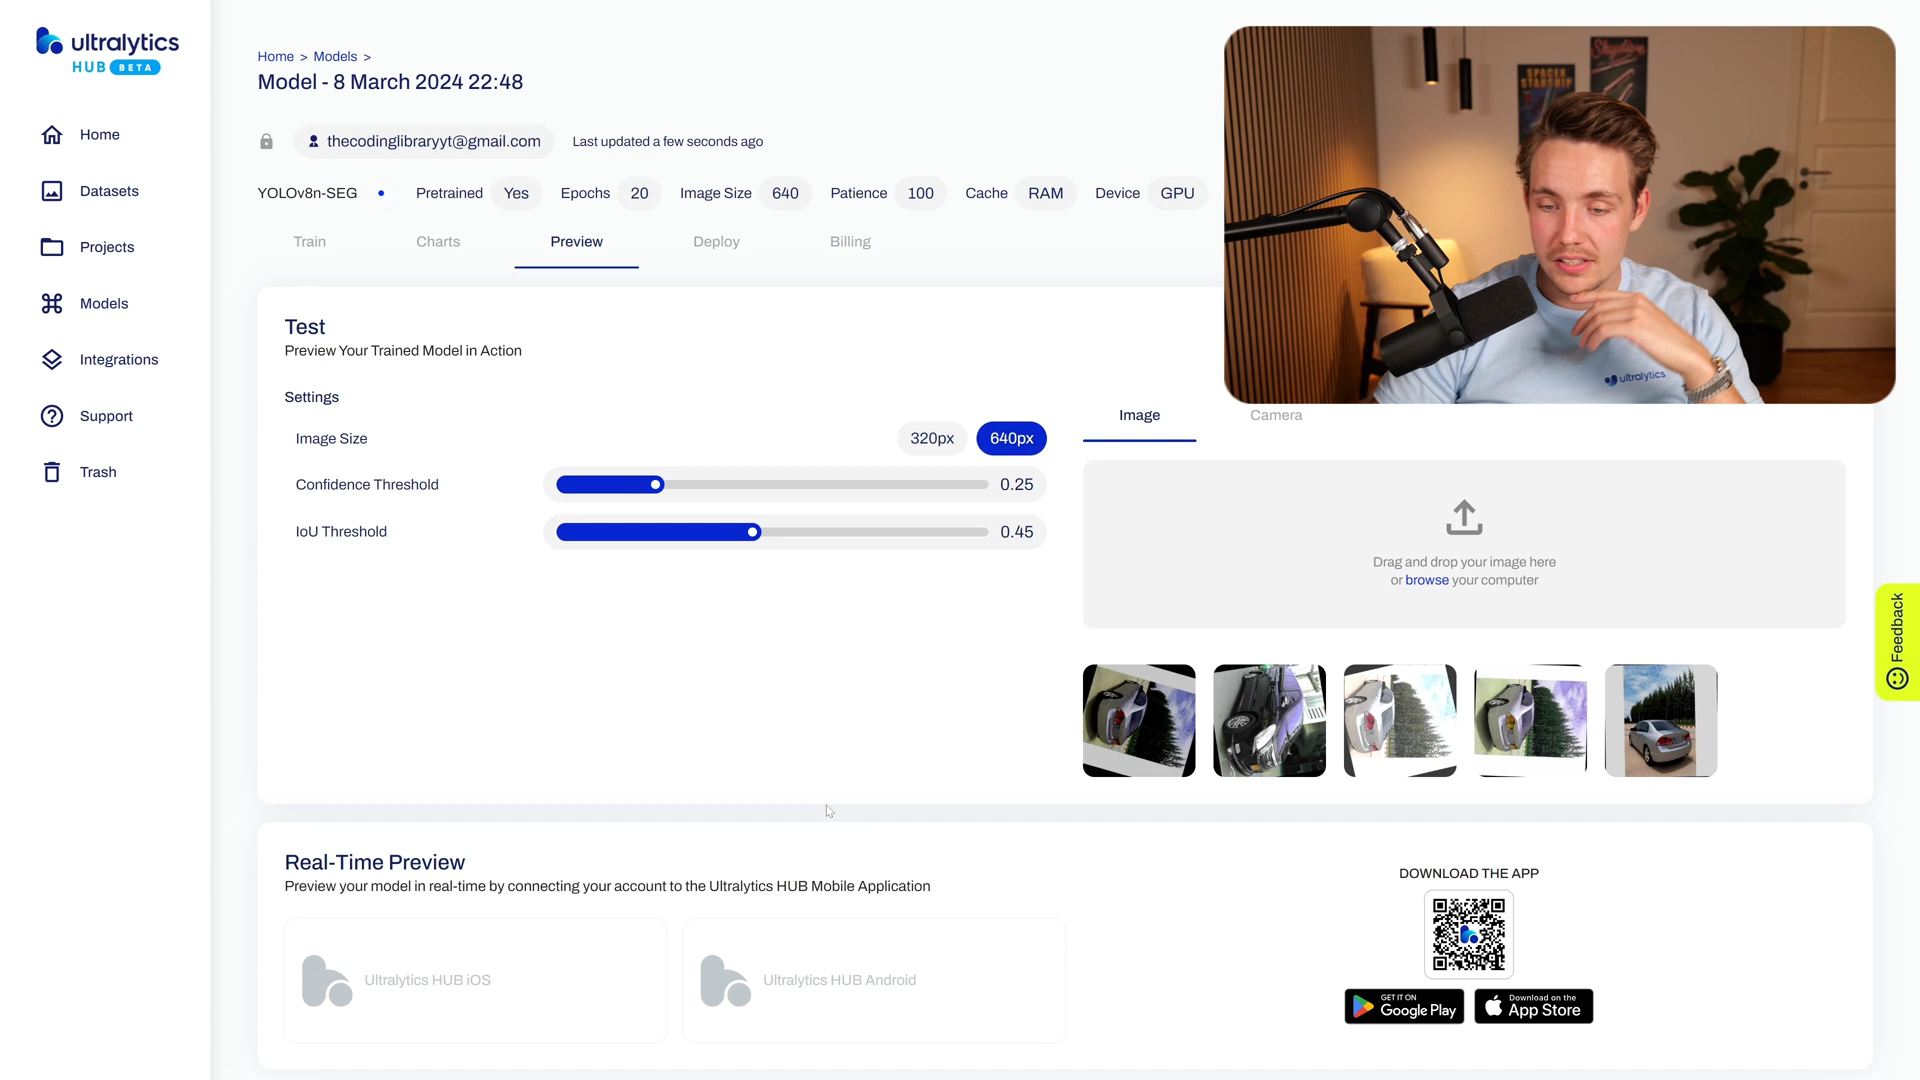 ultralytics
HUB BETA
Home
Datasets
Projects
Models
Integrations
Support
Trash
Home > Models >
Model - 8 March 2024 22:48
thecodinglibraryyt@gmail.com
Last updated a few seconds ago
YOLOv8n-SEG • Pretrained Yes Epochs 20 Image Size 640 Patience 100 Cache RAM Device GPU
Train Charts Preview Deploy Billing
SPACEX
STARSHIP
Skydive
ultralytics
Test
Preview Your Trained Model in Action
Settings
Image Size 320px 640px
Confidence Threshold 0.25
IoU Threshold 0.45
Image Camera
Drag and drop your image here
or browse your computer
Feedback
Real-Time Preview
Preview your model in real-time by connecting your account to the Ultralytics HUB Mobile Application
Ultralytics HUB iOS
Ultralytics HUB Android
DOWNLOAD THE APP
GET IT ON
Google Play
Download on the
App Store